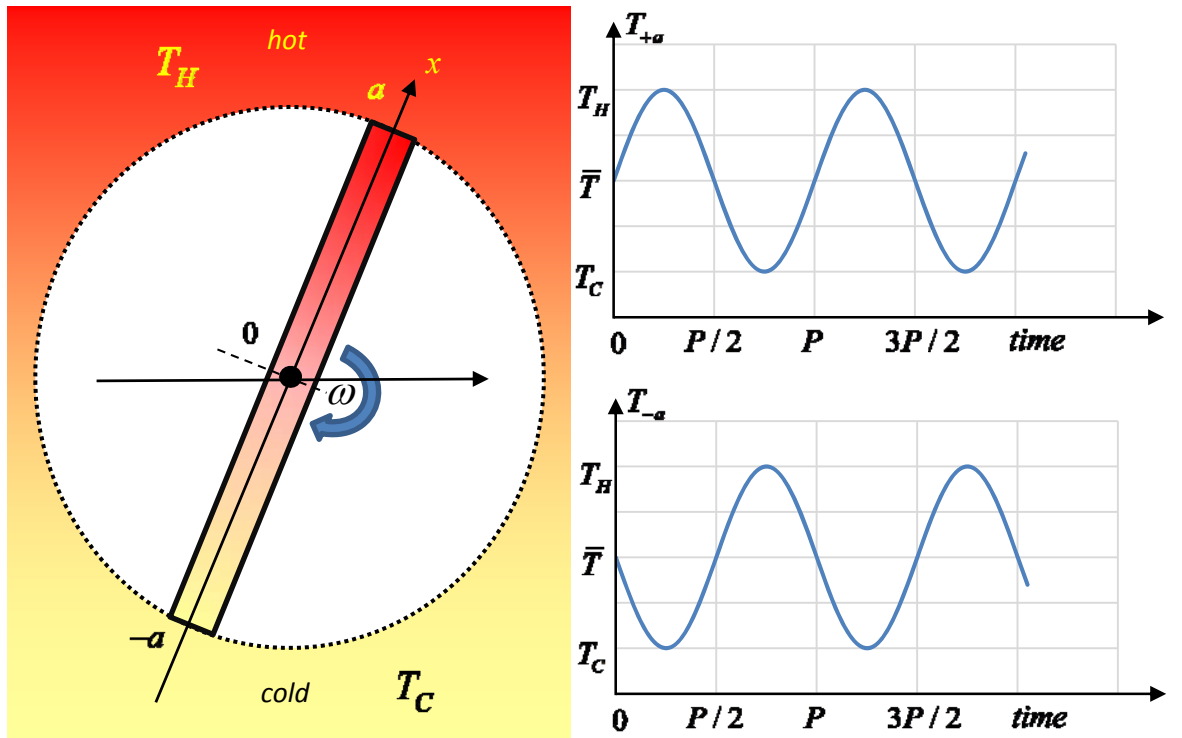 hot
T_H
x
a
0
ω
−a
cold
T_C
T_{+a}
T_H
T̅
T_C
0 P/2 P 3P/2 time
T_{−a}
T_H
T̅
T_C
0 P/2 P 3P/2 time